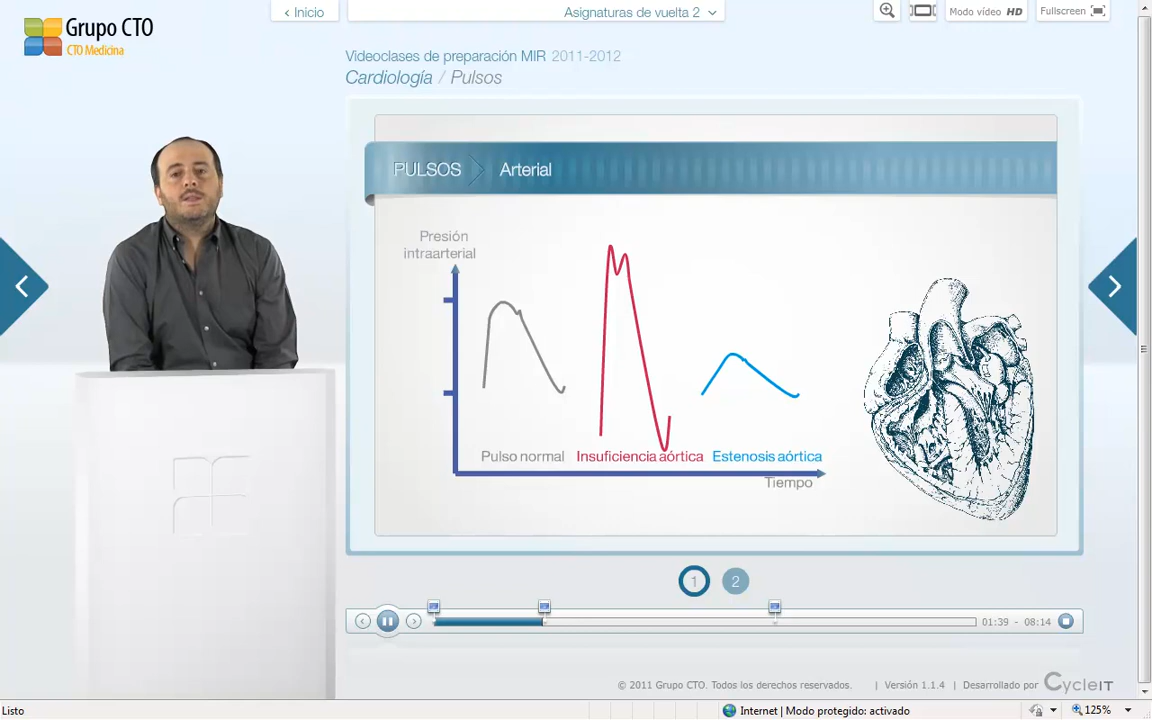 Grupo CTO
CTO Medicina
‹ Inicio
Asignaturas de vuelta 2
Modo vídeo HD
Fullscreen
Videoclases de preparación MIR 2011-2012
Cardiología / Pulsos
PULSOS Arterial
Presión
intraarterial
Pulso normal Insuficiencia aórtica Estenosis aórtica
Tiempo
1 2
01:39 - 08:14
© 2011 Grupo CTO. Todos los derechos reservados. | Versión 1.1.4 | Desarrollado por CycleIT
Listo
Internet | Modo protegido: activado
125%